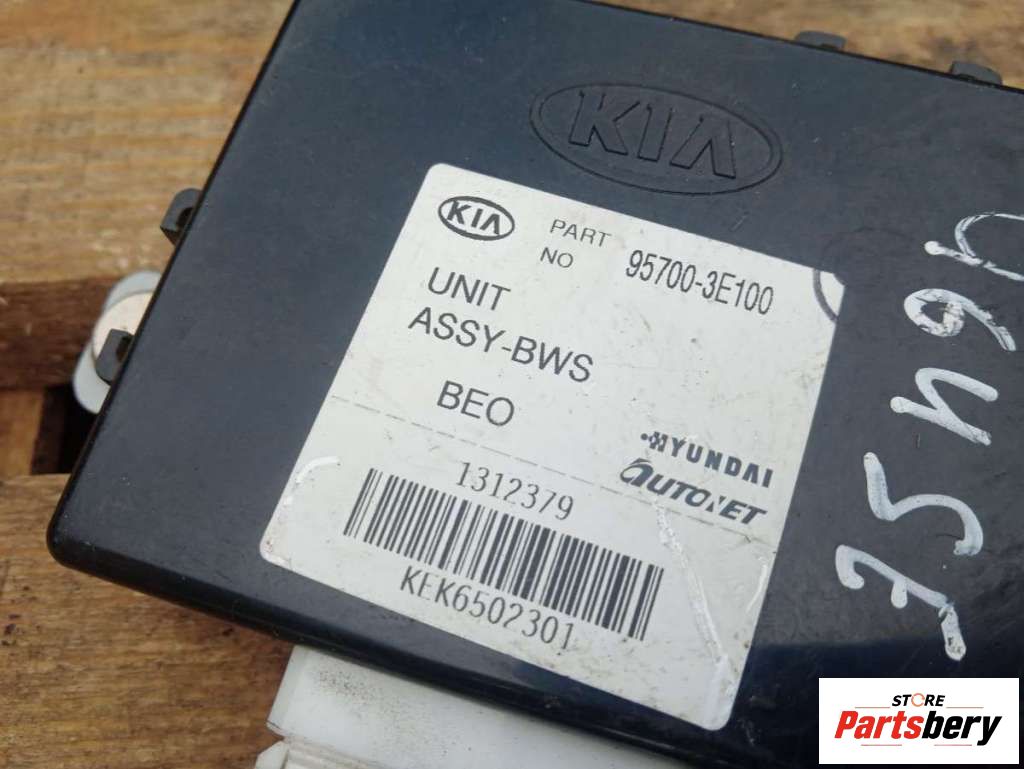 KIA
KIA PART NO 95700-3E100
UNIT
ASSY-BWS
BEO
HYUNDAI
AUTONET
1312379
KEK6502301
STORE
Partsbery